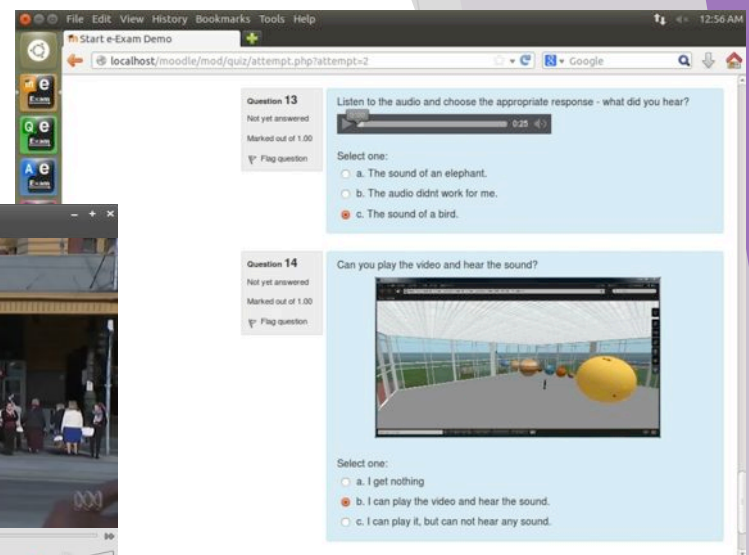 File Edit View History Bookmarks Tools Help
12:56 AM
Start e-Exam Demo
localhost/moodle/mod/quiz/attempt.php?attempt=2
Google
Question 13
Not yet answered
Marked out of 1.00
Flag question
Listen to the audio and choose the appropriate response - what did you hear?
0:25
Select one:
a. The sound of an elephant.
b. The audio didnt work for me.
c. The sound of a bird.
Question 14
Not yet answered
Marked out of 1.00
Flag question
Can you play the video and hear the sound?
Select one:
a. I get nothing
b. I can play the video and hear the sound.
c. I can play it, but can not hear any sound.
e
Exam
Q e
Exam
A e
Exam